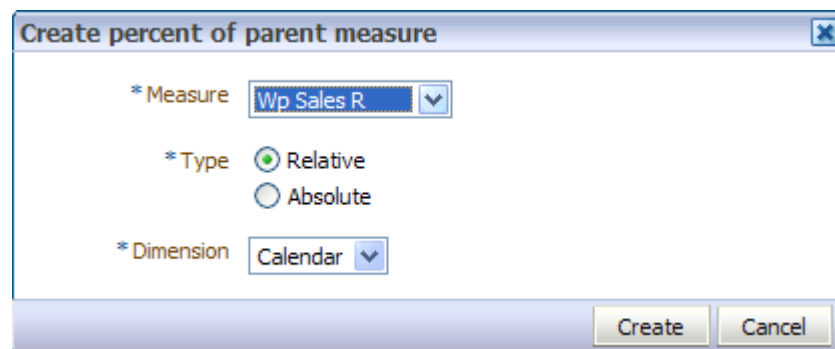 Create percent of parent measure
* Measure Wp Sales R
* Type Relative
Absolute
* Dimension Calendar
Create Cancel